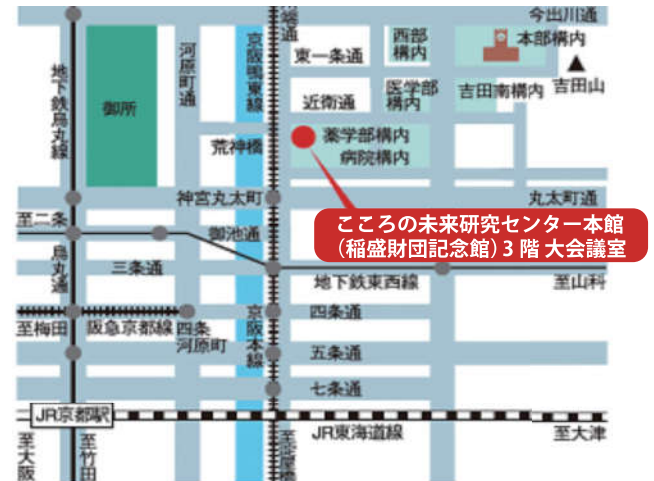 今出川通
川端通
西部
構内
本部構内
東一条通
京阪鴨東線
河原町通
地下鉄烏丸線
医学部
構内
吉田南構内
吉田山
御所
近衛通
薬学部構内
荒神橋
病院構内
神宮丸太町
丸太町通
至二条
こころの未来研究センター本館
(稲盛財団記念館)3 階 大会議室
御池通
烏丸通
三条通
地下鉄東西線
至山科
京阪本線
四条通
至梅田
阪急京都線
四条
河原町
五条通
七条通
JR京都駅
JR東海道線
至大津
至大阪
至竹田